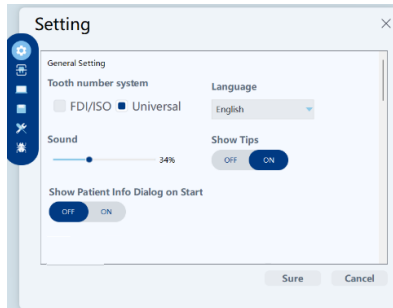 Setting
General Setting
Tooth number system
FDI/ISO Universal
Language
English
Sound
34%
Show Tips
OFF ON
Show Patient Info Dialog on Start
OFF ON
Sure Cancel